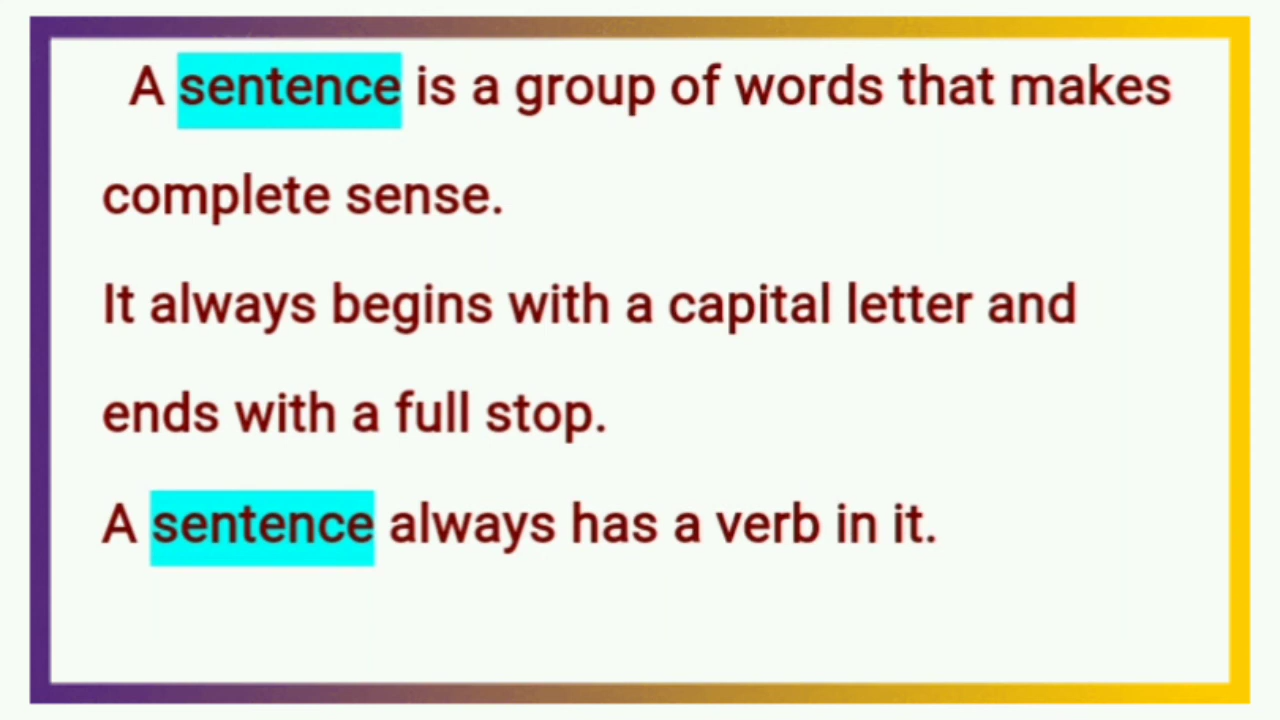 A sentence is a group of words that makes
complete sense.
It always begins with a capital letter and
ends with a full stop.
A sentence always has a verb in it.